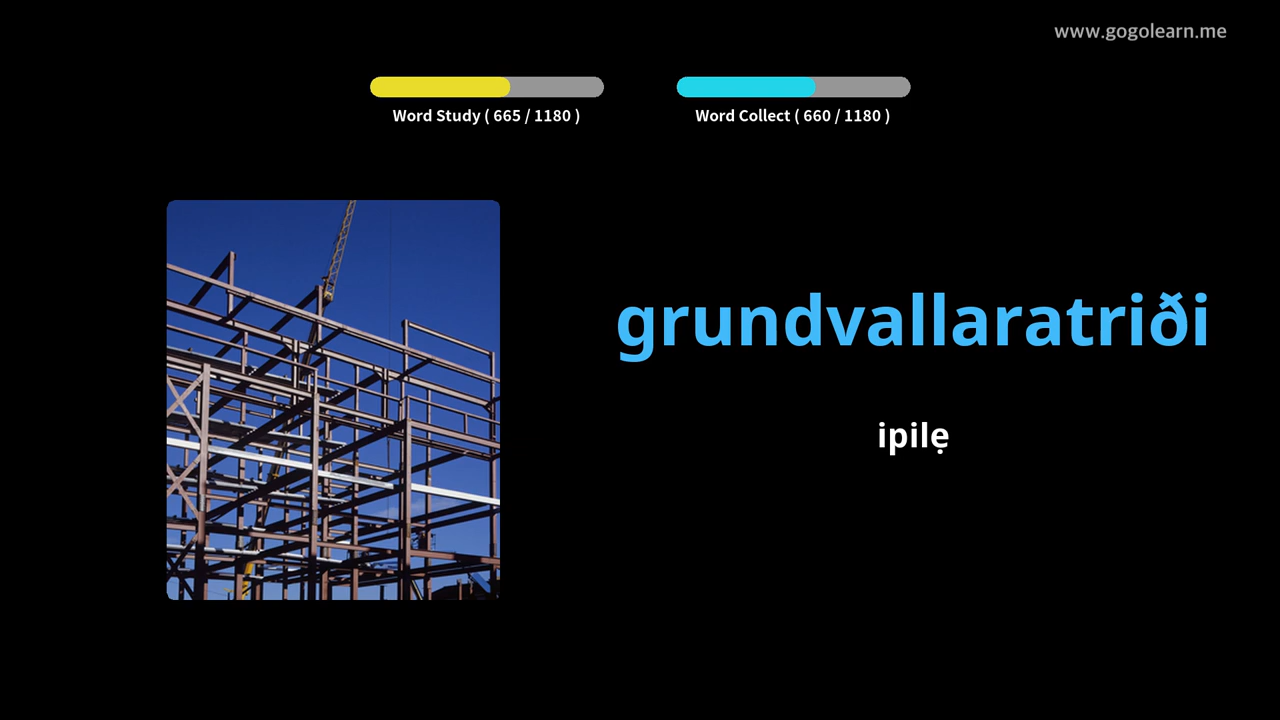 www.gogolearn.me
Word Study ( 665 / 1180 )
Word Collect ( 660 / 1180 )
grundvallaratriði
ipilẹ